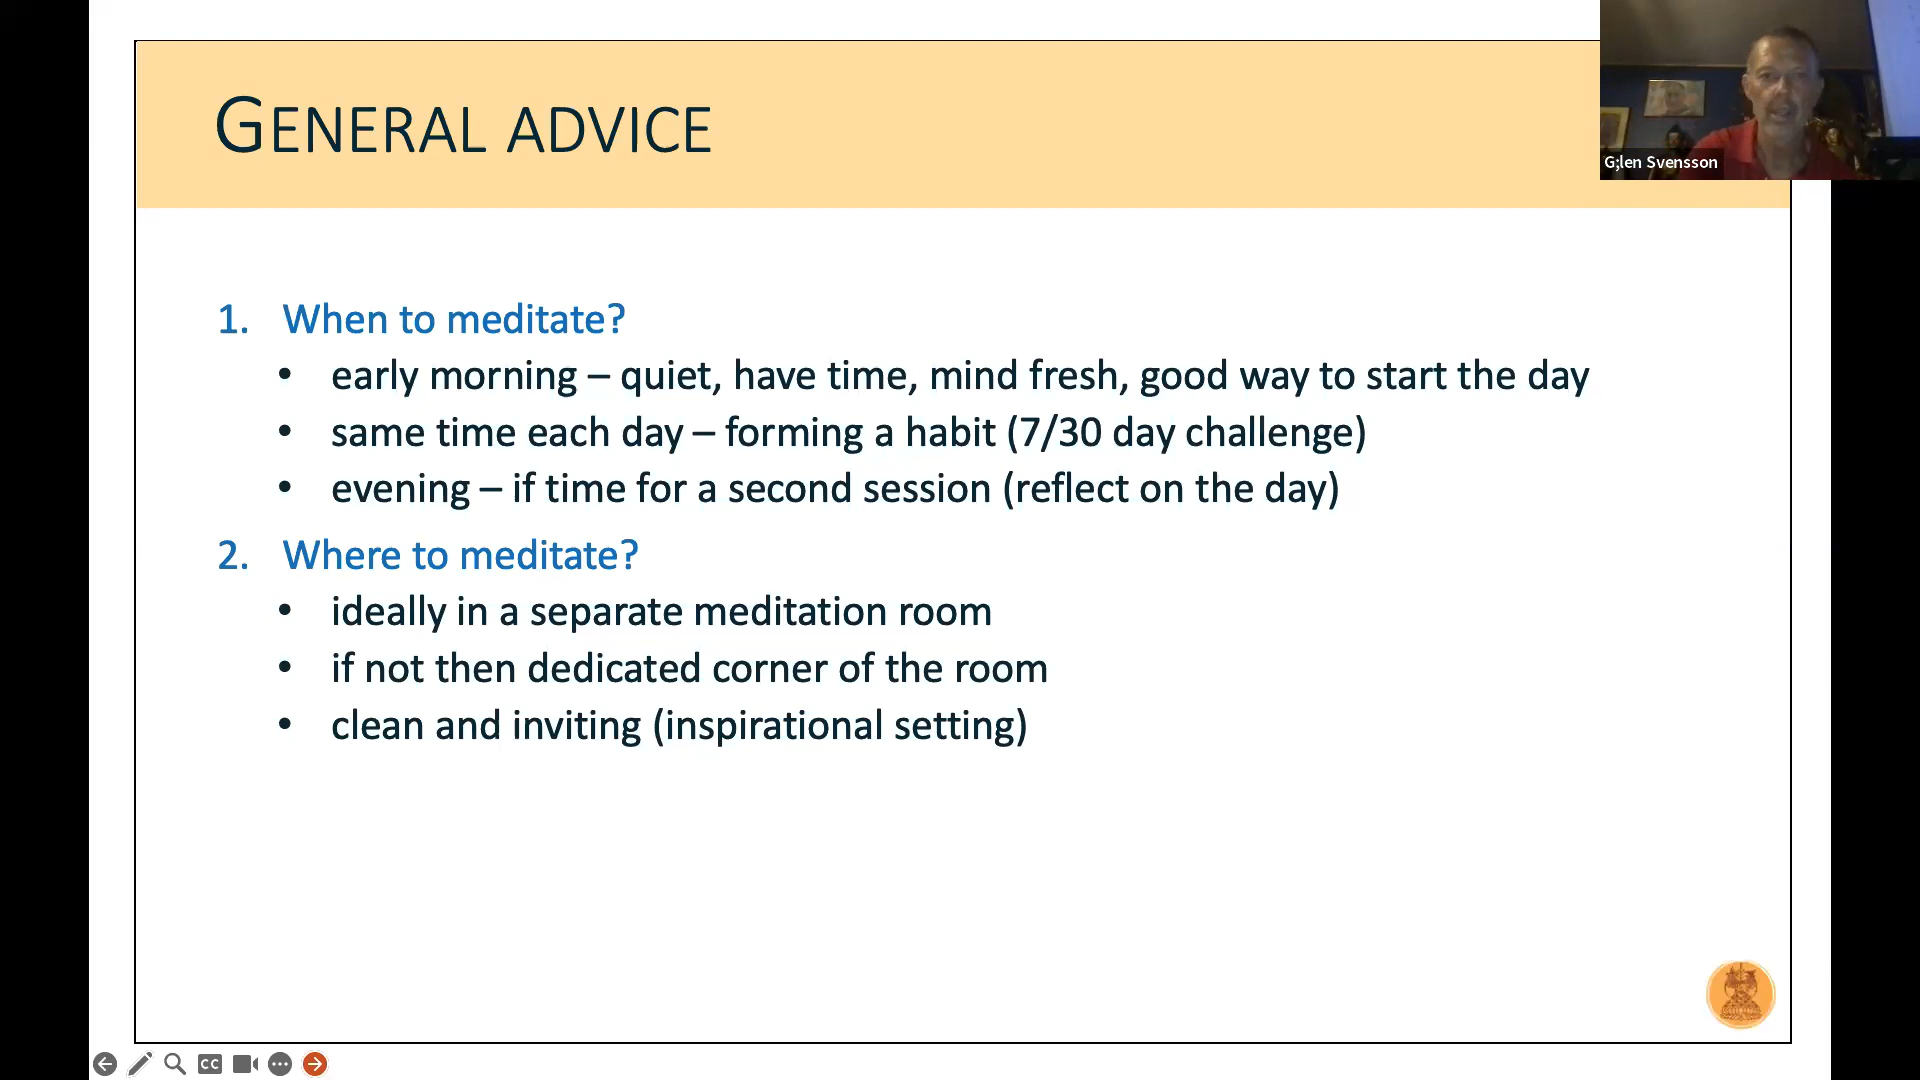 GENERAL ADVICE
G;len Svensson
1. When to meditate?
• early morning – quiet, have time, mind fresh, good way to start the day
• same time each day – forming a habit (7/30 day challenge)
• evening – if time for a second session (reflect on the day)
2. Where to meditate?
• ideally in a separate meditation room
• if not then dedicated corner of the room
• clean and inviting (inspirational setting)
CC